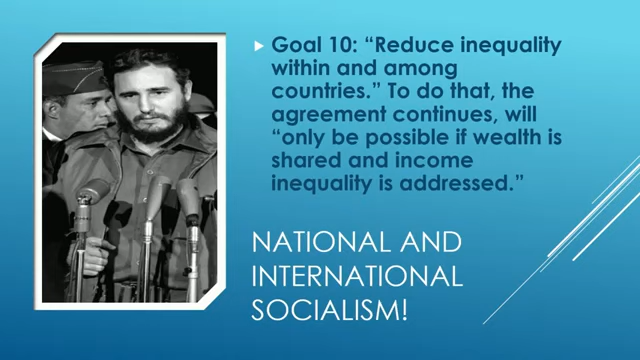 Goal 10: “Reduce inequality
within and among
countries.” To do that, the
agreement continues, will
“only be possible if wealth is
shared and income
inequality is addressed.”
NATIONAL AND
INTERNATIONAL
SOCIALISM!